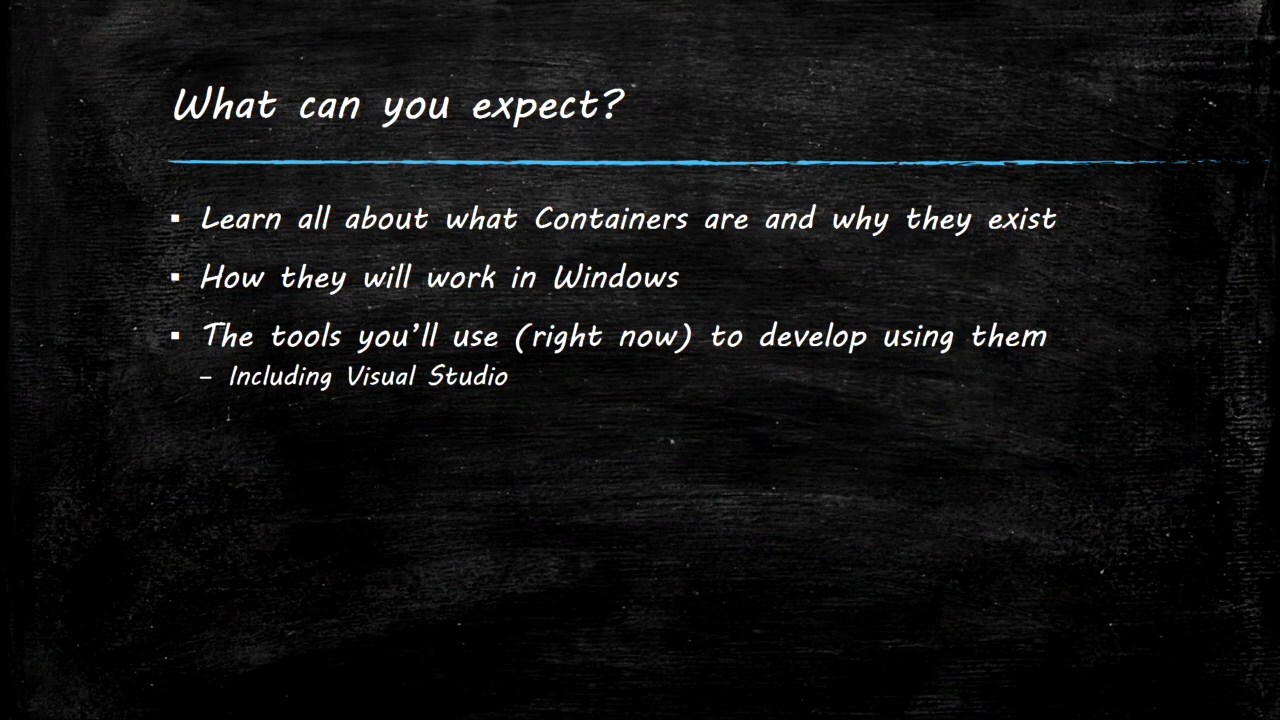 What can you expect?
▪ Learn all about what Containers are and why they exist
▪ How they will work in Windows
▪ The tools you’ll use (right now) to develop using them
– Including Visual Studio